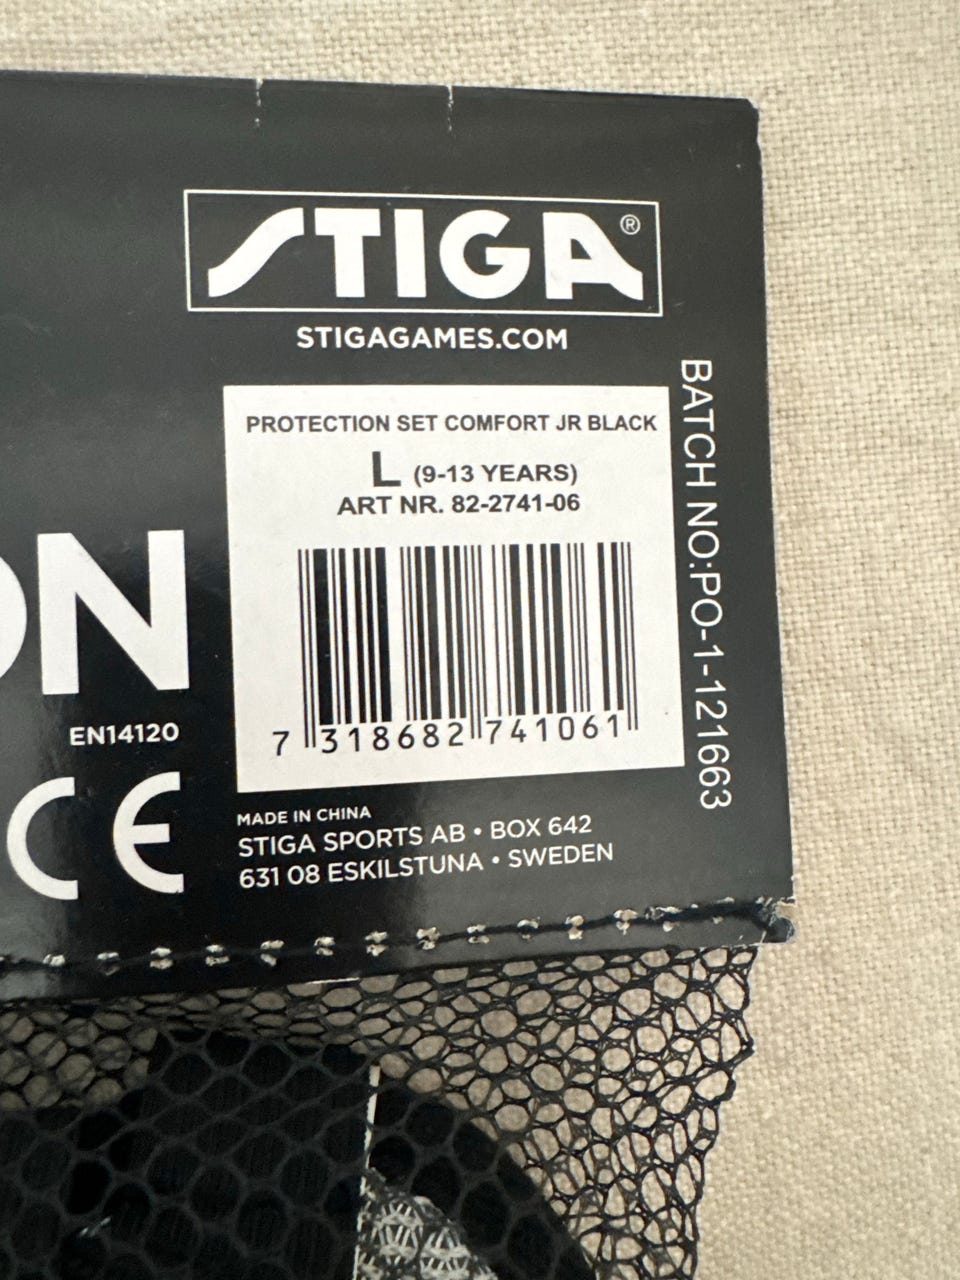 STIGA®
STIGAGAMES.COM
PROTECTION SET COMFORT JR BLACK
L (9-13 YEARS)
ART NR. 82-2741-06
7 318682 741061
BATCH NO:PO-1-121663
ON
EN14120
CE
MADE IN CHINA
STIGA SPORTS AB • BOX 642
631 08 ESKILSTUNA • SWEDEN